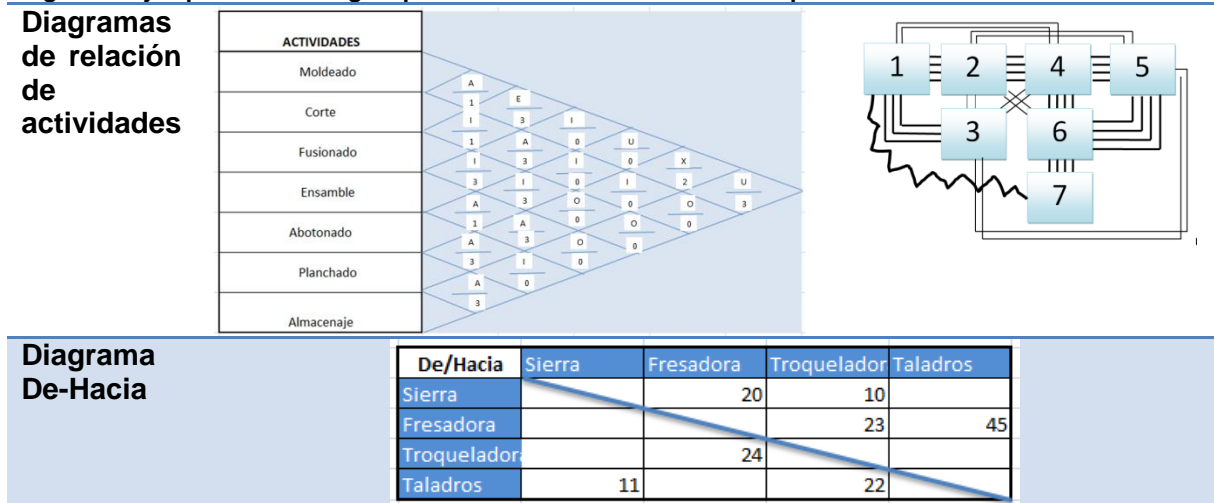 Diagramas
de relación
de
actividades
ACTIVIDADES
Moldeado
Corte
Fusionado
Ensamble
Abotonado
Planchado
Almacenaje
A
1 E
I 3 I
1 A 0 U
I 3 I 0 X
3 I 0 I 2 U
A 3 O 0 O 3
1 A 0 O 0
A 3 O 0
3 I 0
A 0
3
1 2 4 5
3 6
7
Diagrama
De-Hacia
De/Hacia Sierra Fresadora Troquelador Taladros
Sierra 20 10
Fresadora 23 45
Troquelador 24
Taladros 11 22